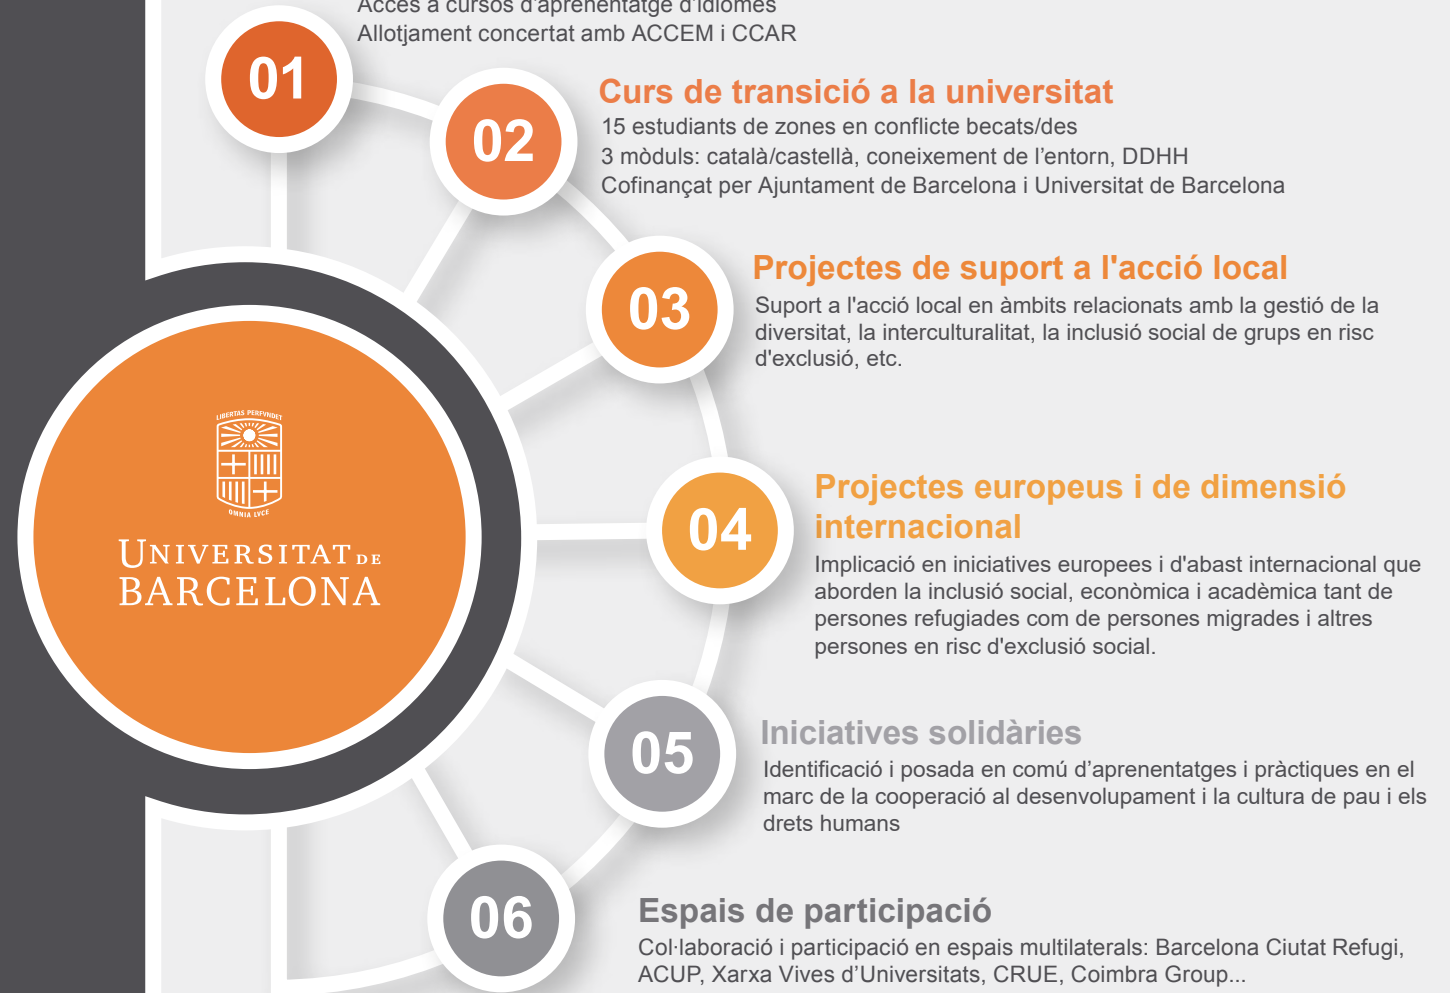 Accés a cursos d'aprenentatge d'idiomes
Allotjament concertat amb ACCEM i CCAR
01
02
Curs de transició a la universitat
15 estudiants de zones en conflicte becats/des
3 mòduls: català/castellà, coneixement de l’entorn, DDHH
Cofinançat per Ajuntament de Barcelona i Universitat de Barcelona
03
Projectes de suport a l'acció local
Suport a l'acció local en àmbits relacionats amb la gestió de la
diversitat, la interculturalitat, la inclusió social de grups en risc
d'exclusió, etc.
LIBERTAS PERFVNDET
OMNIA LVCE
UNIVERSITAT DE
BARCELONA
04
Projectes europeus i de dimensió
internacional
Implicació en iniciatives europees i d'abast internacional que
aborden la inclusió social, econòmica i acadèmica tant de
persones refugiades com de persones migrades i altres
persones en risc d'exclusió social.
05
Iniciatives solidàries
Identificació i posada en comú d’aprenentatges i pràctiques en el
marc de la cooperació al desenvolupament i la cultura de pau i els
drets humans
06
Espais de participació
Col·laboració i participació en espais multilaterals: Barcelona Ciutat Refugi,
ACUP, Xarxa Vives d’Universitats, CRUE, Coimbra Group...